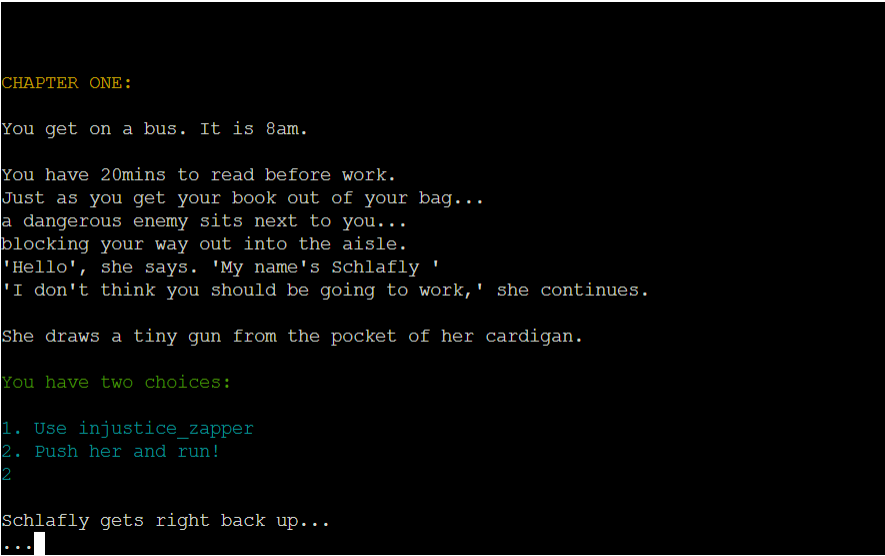 CHAPTER ONE:
You get on a bus. It is 8am.
You have 20mins to read before work.
Just as you get your book out of your bag...
a dangerous enemy sits next to you...
blocking your way out into the aisle.
'Hello', she says. 'My name's Schlafly '
'I don't think you should be going to work,' she continues.
She draws a tiny gun from the pocket of her cardigan.
You have two choices:
1. Use injustice_zapper
2. Push her and run!
2
Schlafly gets right back up...
...